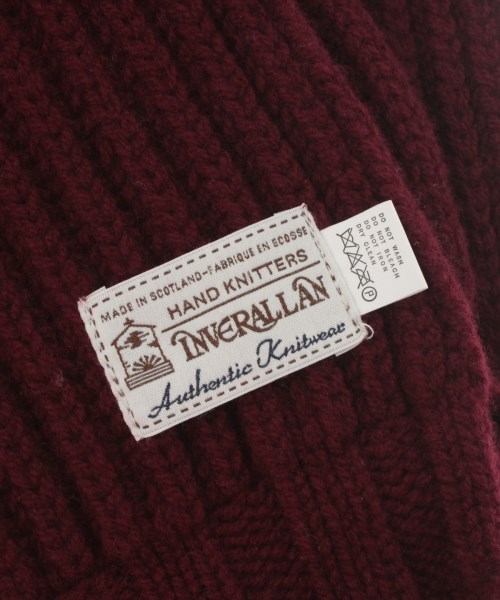 MADE IN SCOTLAND-FABRIQUE EN ECOSSE
HAND KNITTERS
INVERALLAN
Authentic Knitwear
DO NOT WASH
DO NOT BLEACH
DO NOT IRON
DRY CLEAN
P